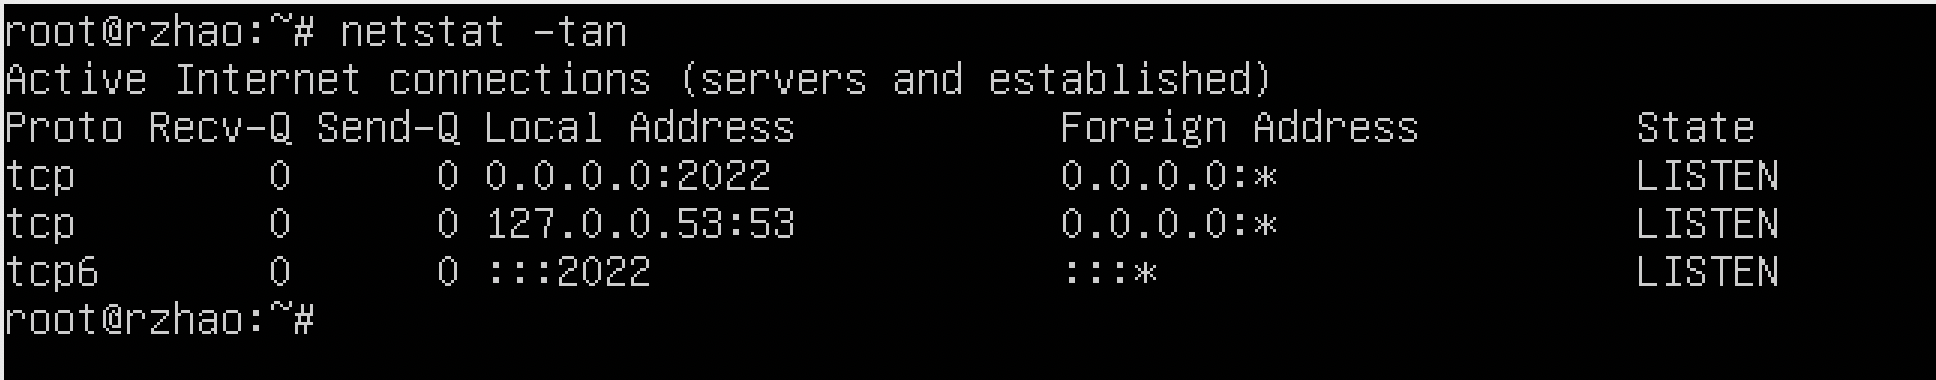 root@rzhao:~# netstat -tan
Active Internet connections (servers and established)
Proto Recv-Q Send-Q Local Address           Foreign Address         State
tcp        0      0 0.0.0.0:2022            0.0.0.0:*               LISTEN
tcp        0      0 127.0.0.53:53           0.0.0.0:*               LISTEN
tcp6       0      0 :::2022                 :::*                    LISTEN
root@rzhao:~#